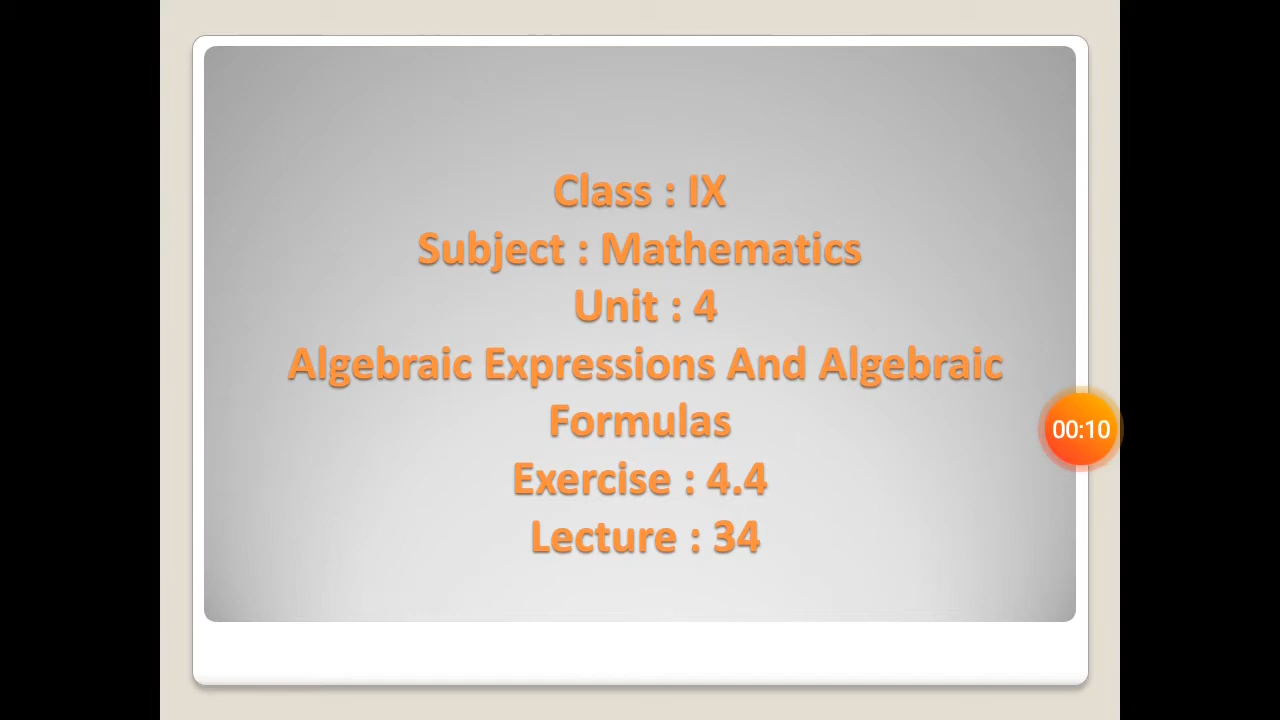 Class : IX
Subject : Mathematics
Unit : 4
Algebraic Expressions And Algebraic
Formulas
00:10
Exercise : 4.4
Lecture : 34